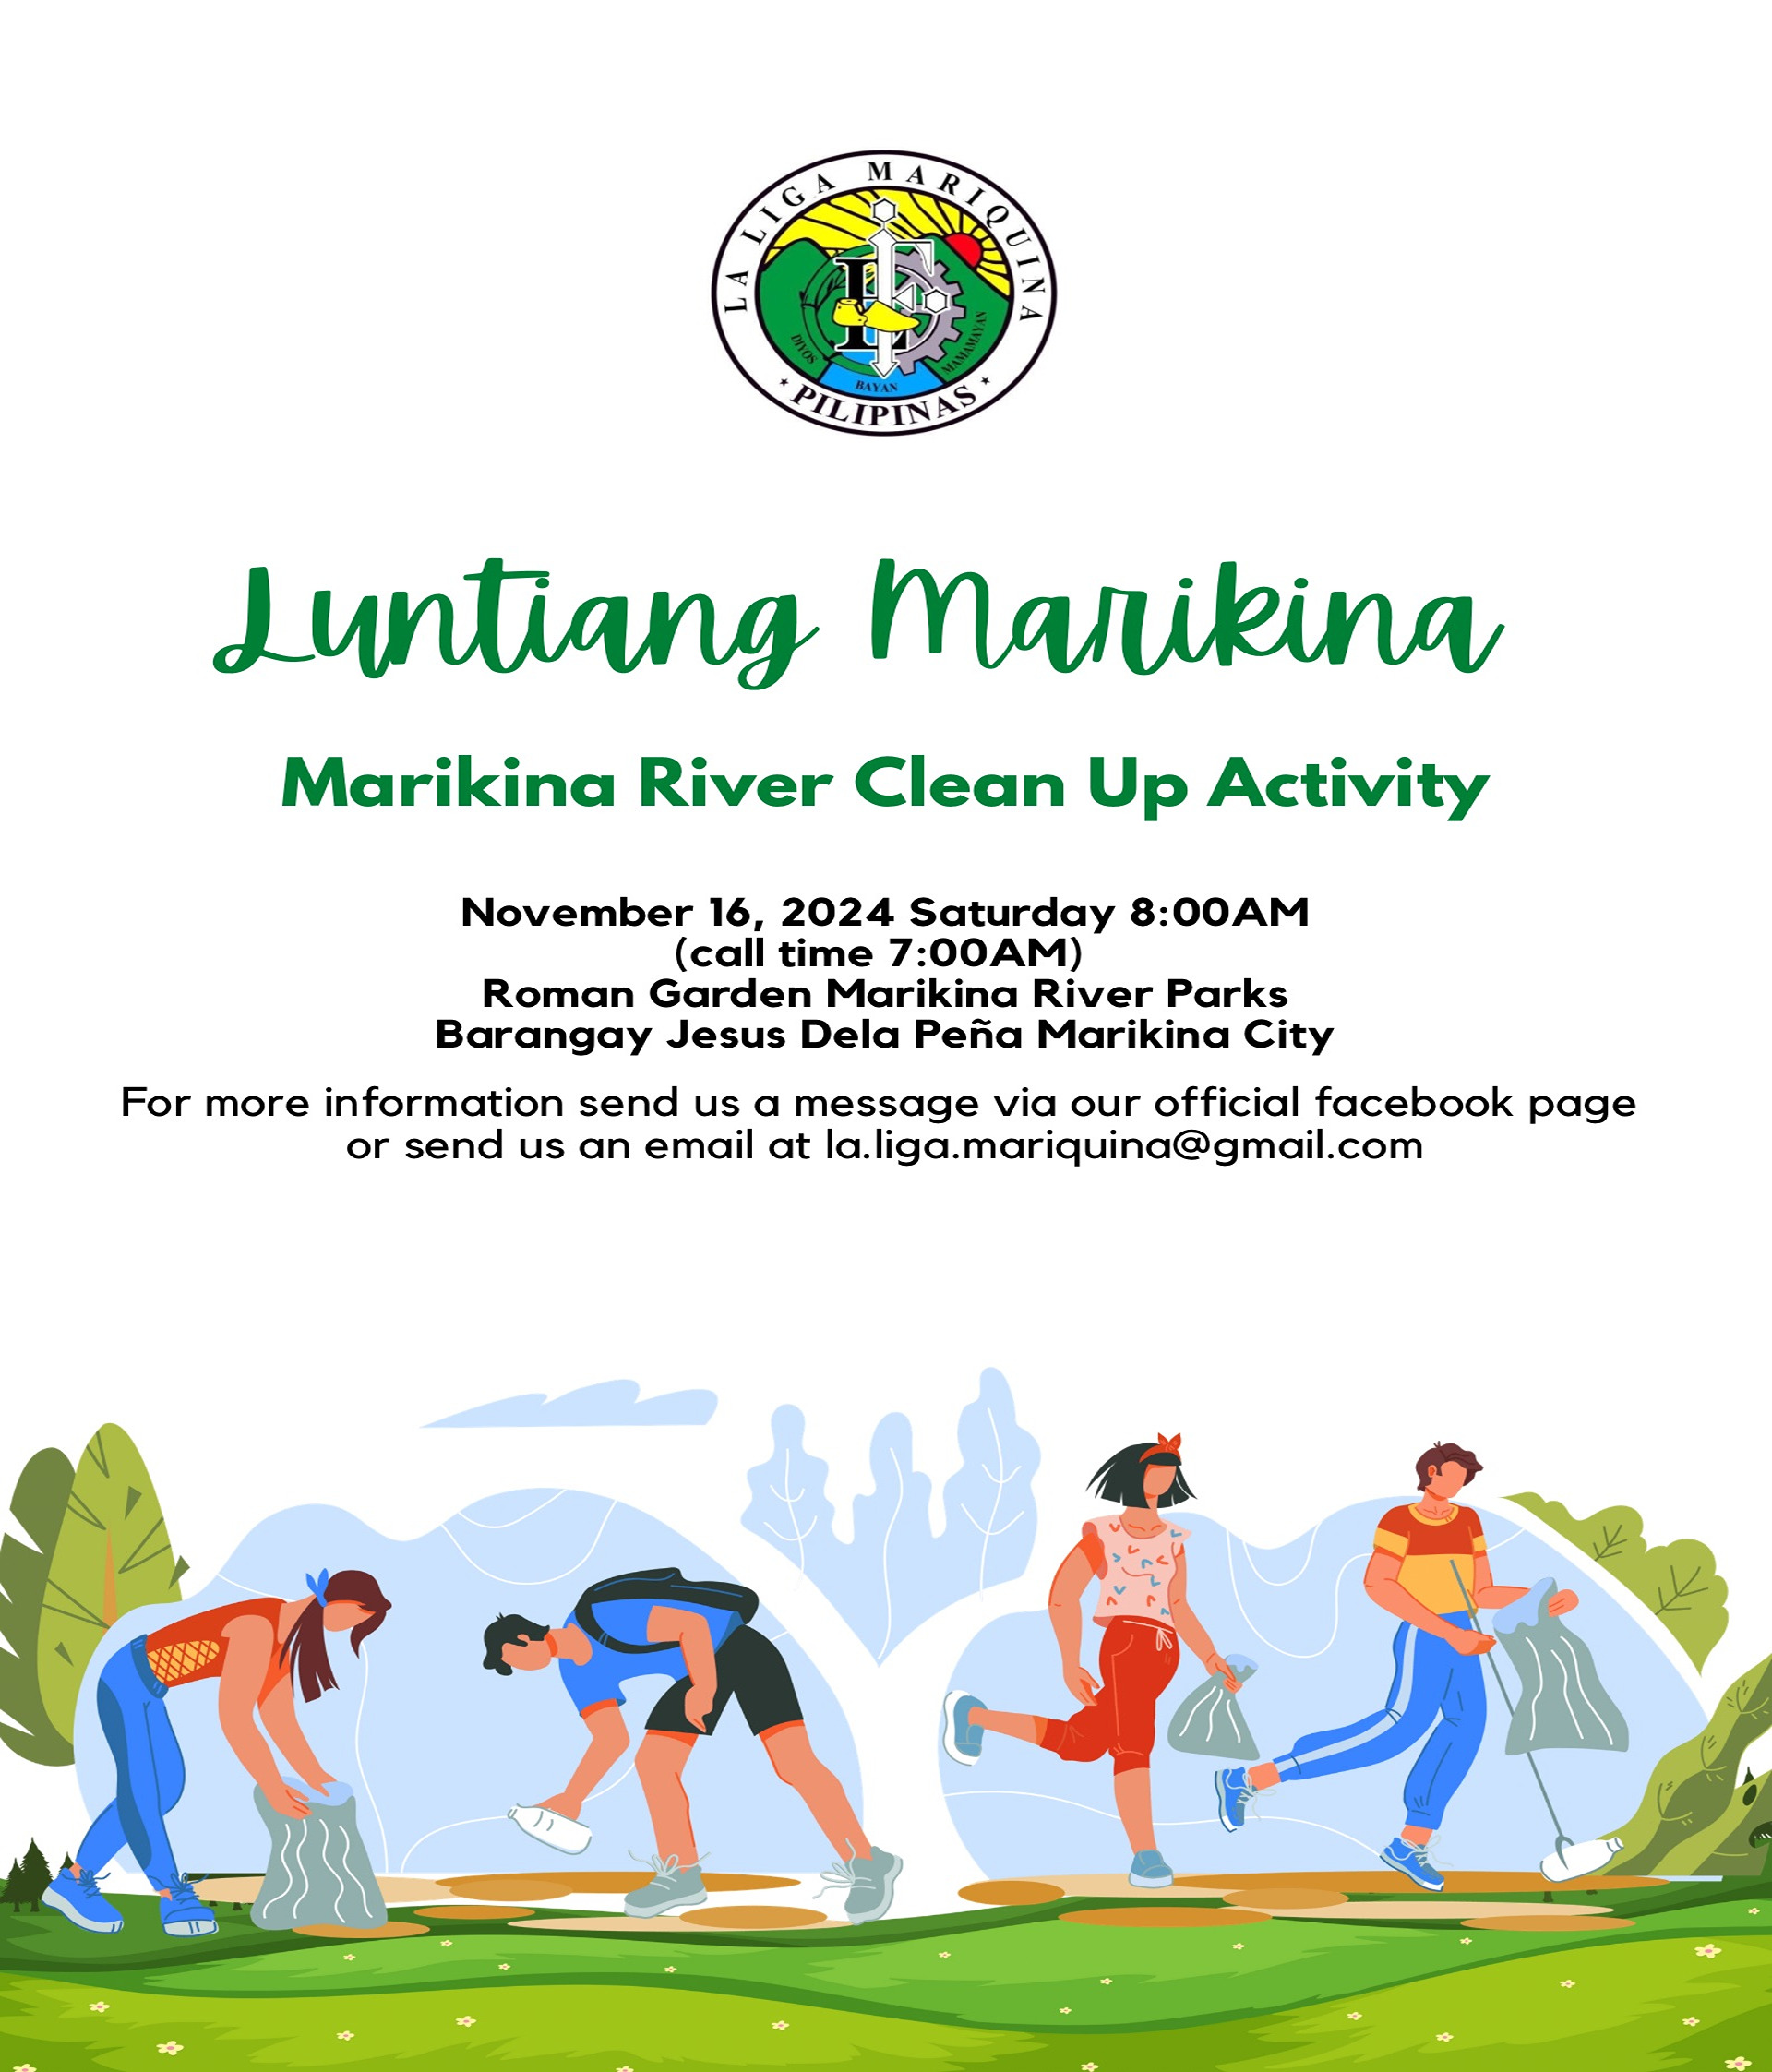 LA LIGA MARIQUINA
DIYOS
BAYAN
MAMAMAYAN
PILIPINAS
Luntiang Marikina
Marikina River Clean Up Activity
November 16, 2024 Saturday 8:00AM
(call time 7:00AM)
Roman Garden Marikina River Parks
Barangay Jesus Dela Peña Marikina City
For more information send us a message via our official facebook page
or send us an email at la.liga.mariquina@gmail.com